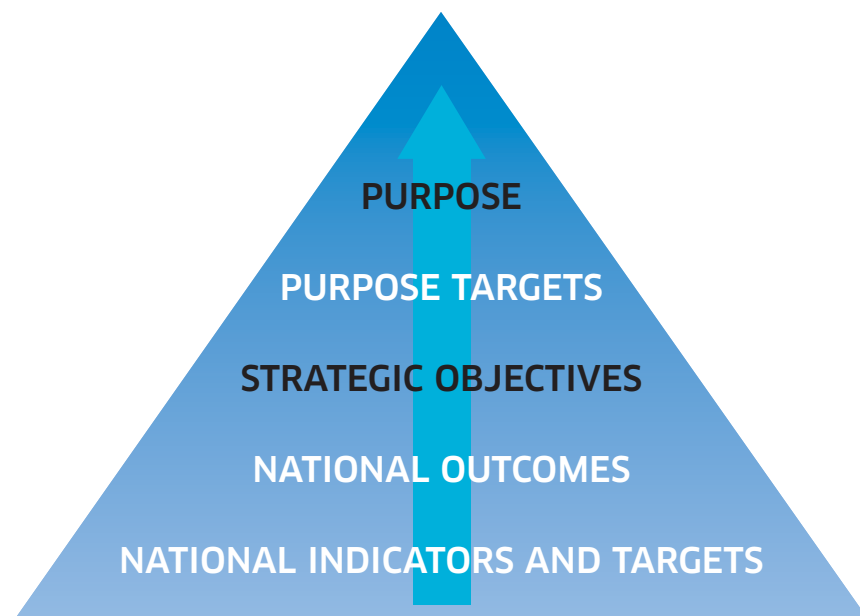 PURPOSE
PURPOSE TARGETS
STRATEGIC OBJECTIVES
NATIONAL OUTCOMES
NATIONAL INDICATORS AND TARGETS